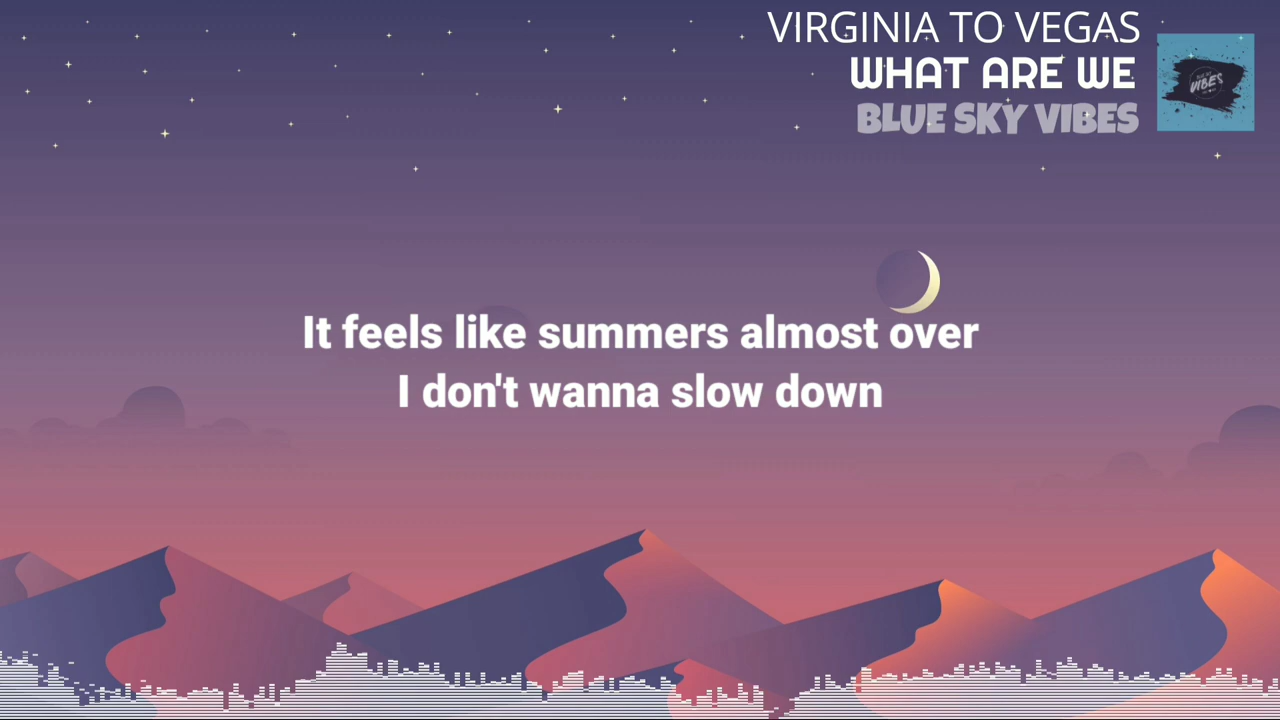 VIRGINIA TO VEGAS
WHAT ARE WE
BLUE SKY VIBES
VIBES
It feels like summers almost over
I don't wanna slow down